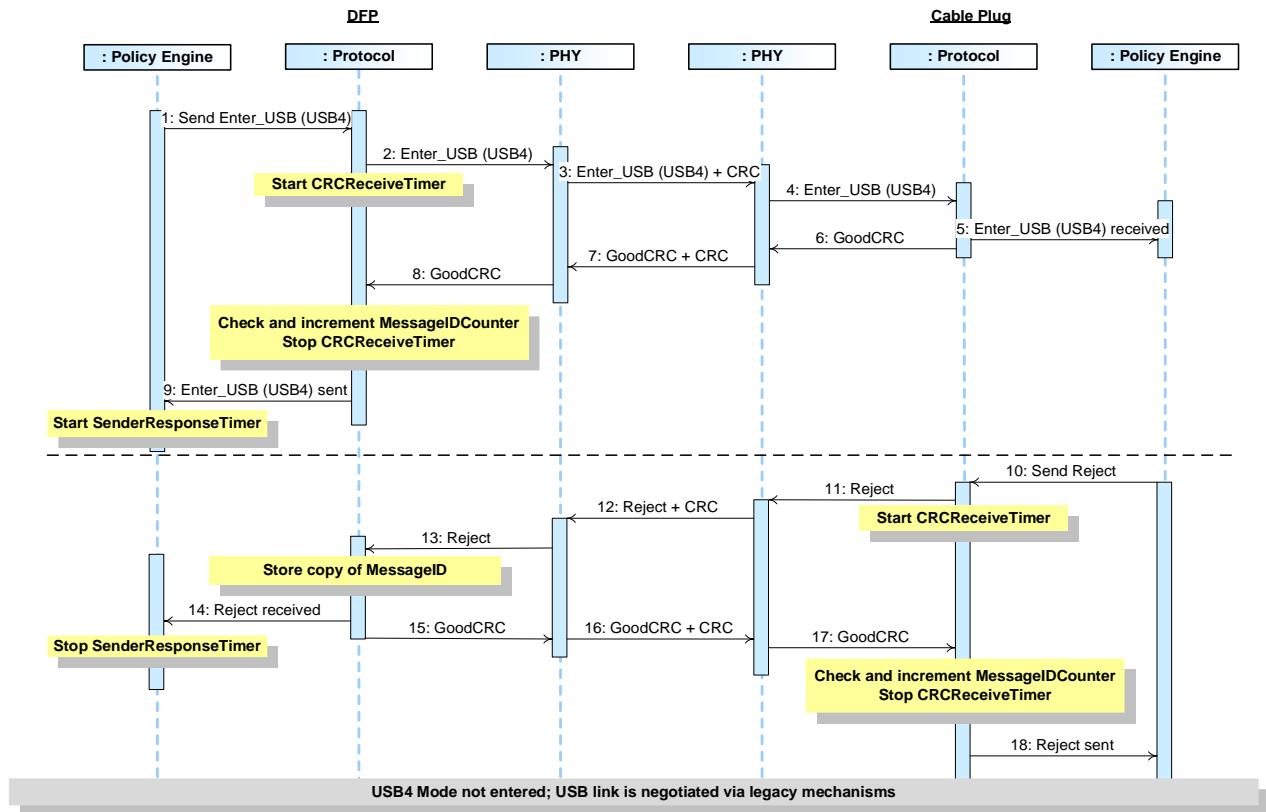 DFP
Cable Plug
: Policy Engine
: Protocol
: PHY
: PHY
: Protocol
: Policy Engine
1: Send Enter_USB (USB4)
2: Enter_USB (USB4)
Start CRCReceiveTimer
3: Enter_USB (USB4) + CRC
4: Enter_USB (USB4)
5: Enter_USB (USB4) received
6: GoodCRC
7: GoodCRC + CRC
8: GoodCRC
Check and increment MessageIDCounter
Stop CRCReceiveTimer
9: Enter_USB (USB4) sent
Start SenderResponseTimer
10: Send Reject
11: Reject
Start CRCReceiveTimer
12: Reject + CRC
13: Reject
Store copy of MessageID
14: Reject received
Stop SenderResponseTimer
15: GoodCRC
16: GoodCRC + CRC
17: GoodCRC
Check and increment MessageIDCounter
Stop CRCReceiveTimer
18: Reject sent
USB4 Mode not entered; USB link is negotiated via legacy mechanisms